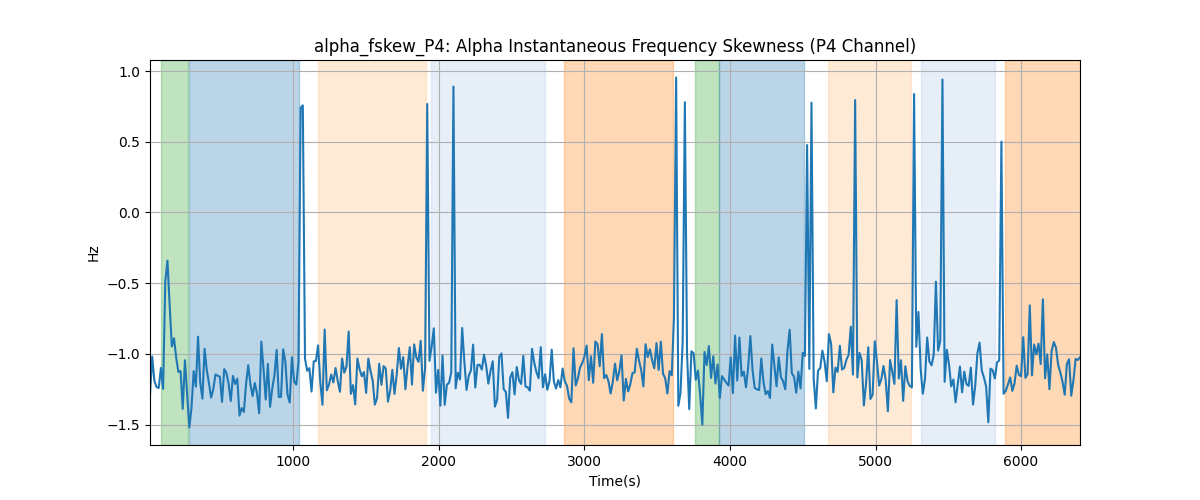 alpha_fskew_P4: Alpha Instantaneous Frequency Skewness (P4 Channel)
1.0
0.5
0.0
−0.5
−1.0
−1.5
Hz
1000 2000 3000 4000 5000 6000
Time(s)